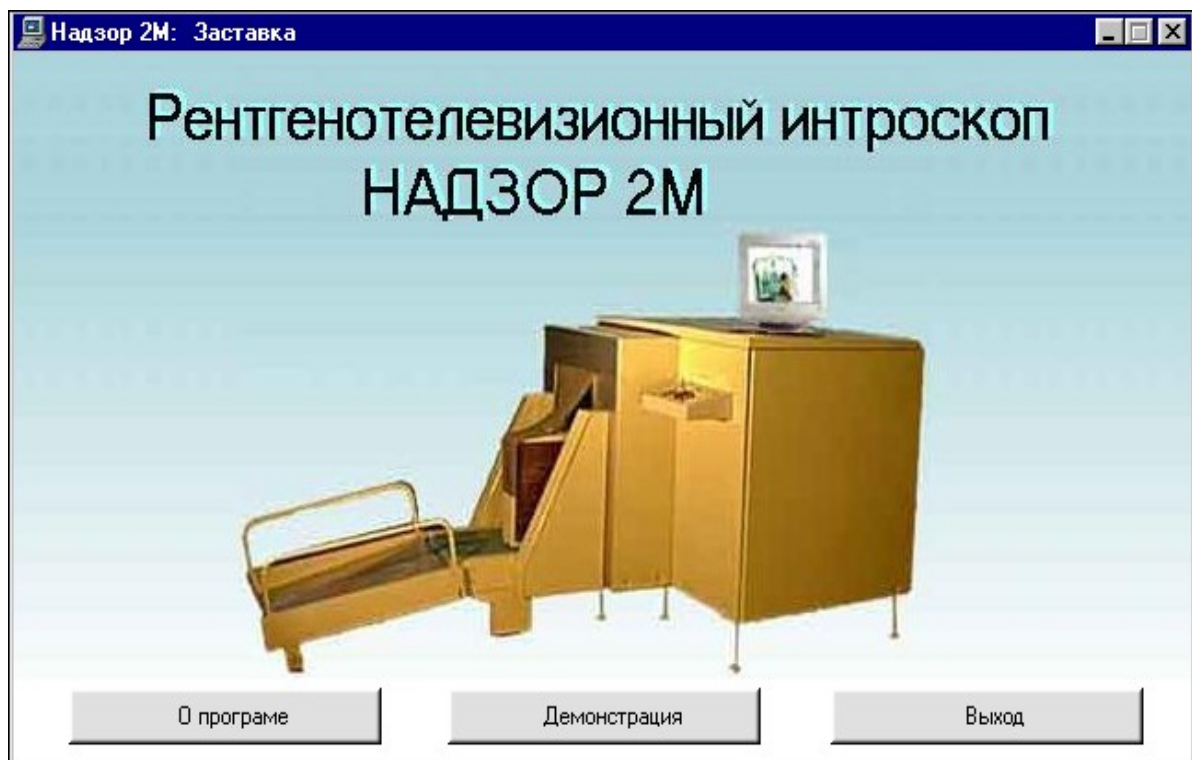 Надзор 2М: Заставка
Рентгенотелевизионный интроскоп
НАДЗОР 2М
О програме
Демонстрация
Выход